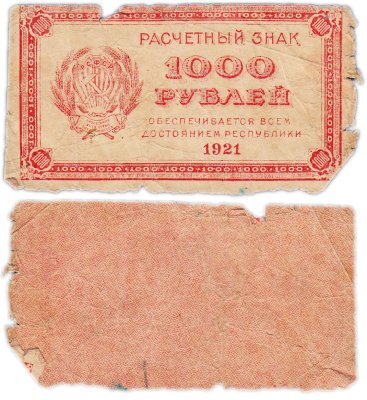 РАСЧЕТНЫЙ ЗНАК
1000
РУБЛЕЙ
ОБЕСПЕЧИВАЕТСЯ ВСЕМ
ДОСТОЯНИЕМ РЕСПУБЛИКИ
1921